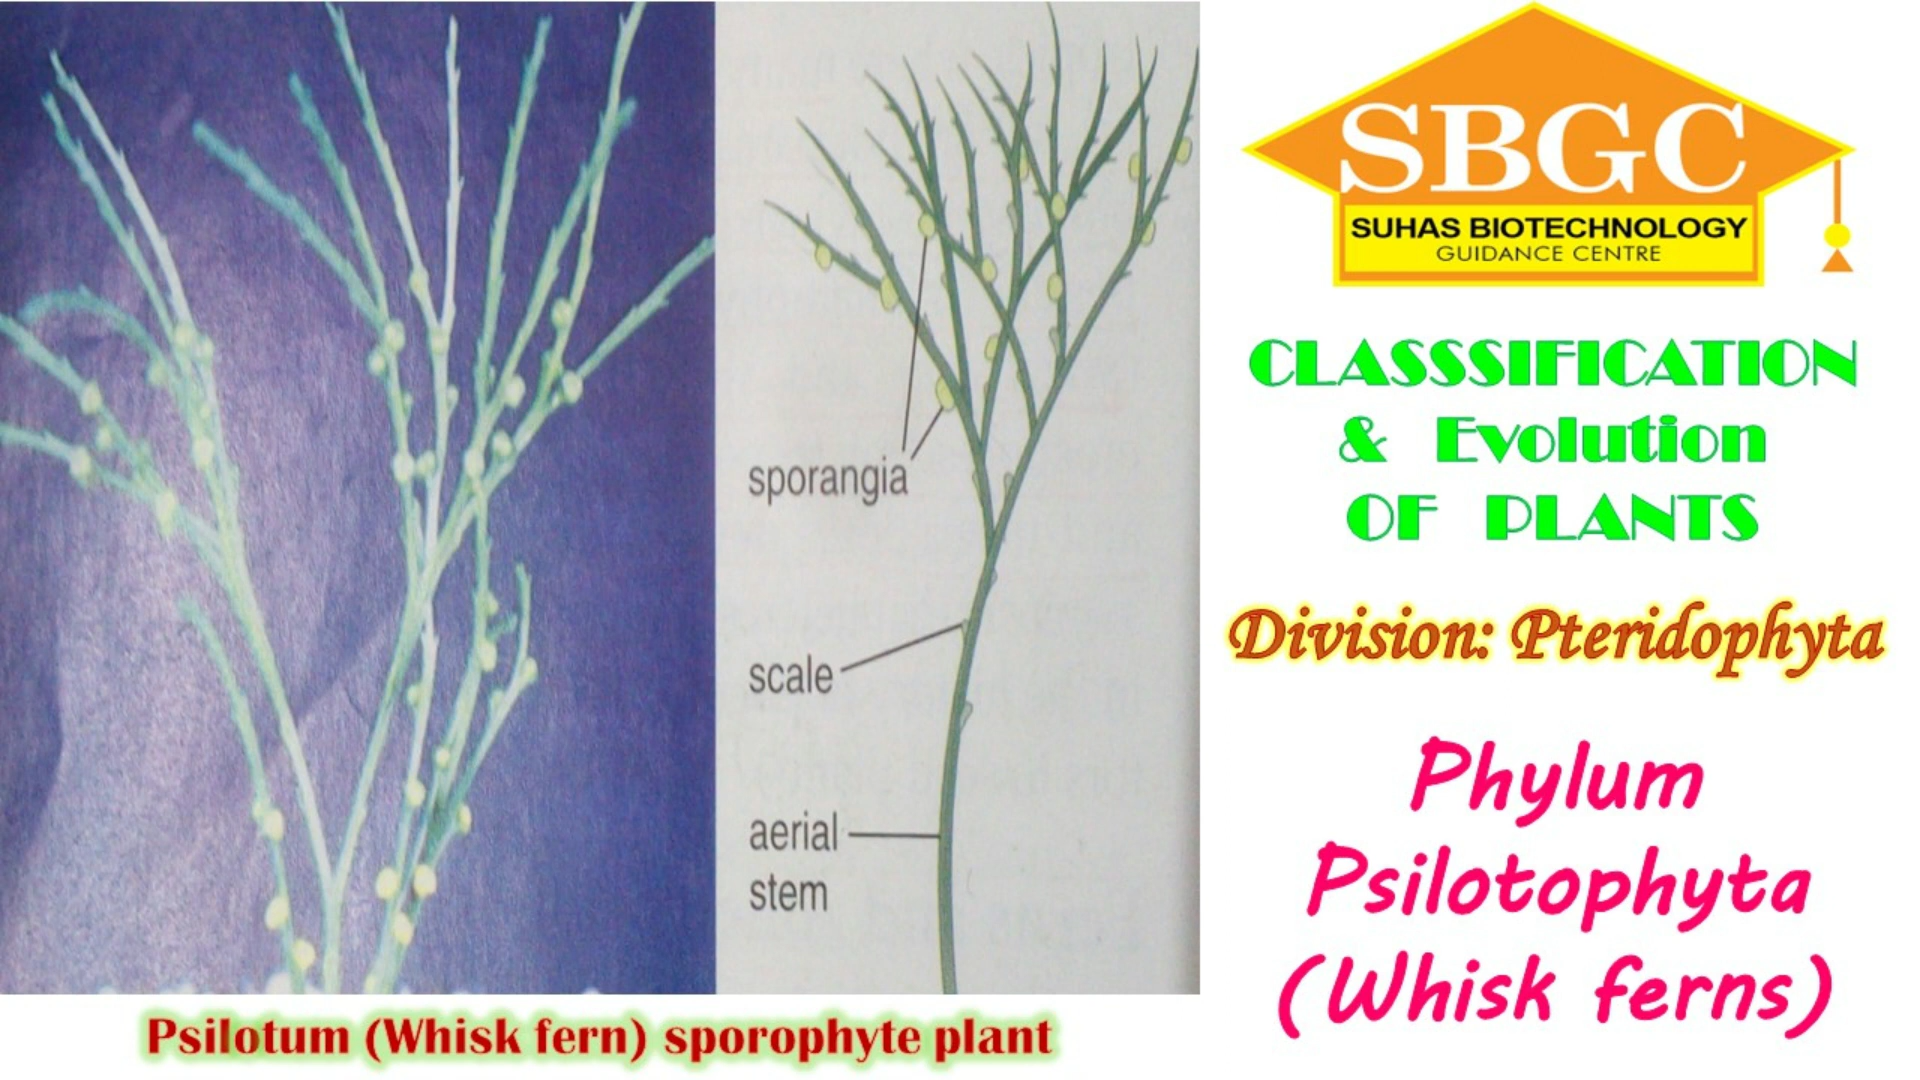 sporangia
scale
aerial
stem
Psilotum (Whisk fern) sporophyte plant
SBGC
SUHAS BIOTECHNOLOGY
GUIDANCE CENTRE
CLASSSIFICATION
& Evolution
OF PLANTS
Division: Pteridophyta
Phylum
Psilotophyta
(Whisk ferns)